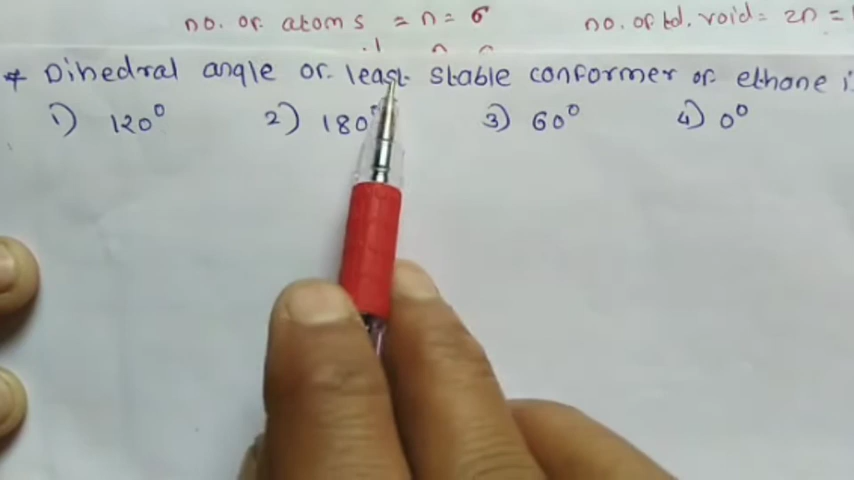 no. of atoms = n = 6 no. of td. void = 2n =
* Dihedral angle of least stable conformer of ethane i
1) 120° 2) 180° 3) 60° 4) 0°